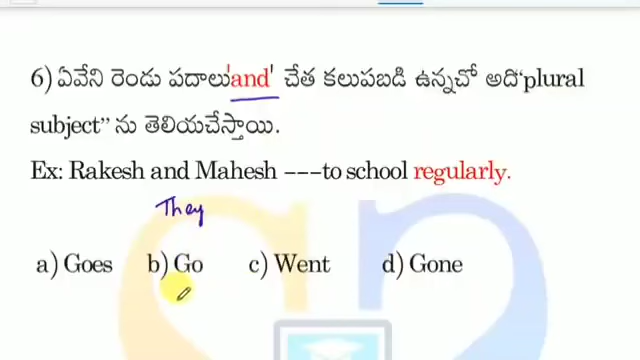 6) ఏవేని రెండు పదాలు'and' చేత కలుపబడి ఉన్నచో అది“plural
subject” ను తెలియచేస్తాయి.
Ex: Rakesh and Mahesh ---to school regularly.
They
a) Goes b) Go c) Went d) Gone